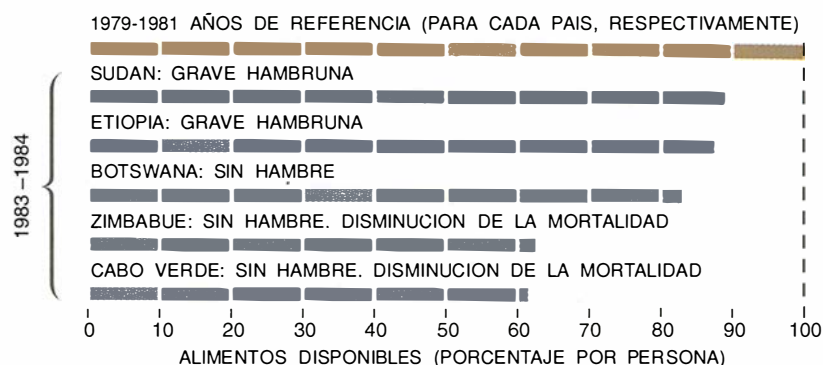 1979-1981 AÑOS DE REFERENCIA (PARA CADA PAIS, RESPECTIVAMENTE)
SUDAN: GRAVE HAMBRUNA
ETIOPIA: GRAVE HAMBRUNA
BOTSWANA: SIN HAMBRE
ZIMBABUE: SIN HAMBRE. DISMINUCION DE LA MORTALIDAD
CABO VERDE: SIN HAMBRE. DISMINUCION DE LA MORTALIDAD
1983–1984
0 10 20 30 40 50 60 70 80 90 100
ALIMENTOS DISPONIBLES (PORCENTAJE POR PERSONA)